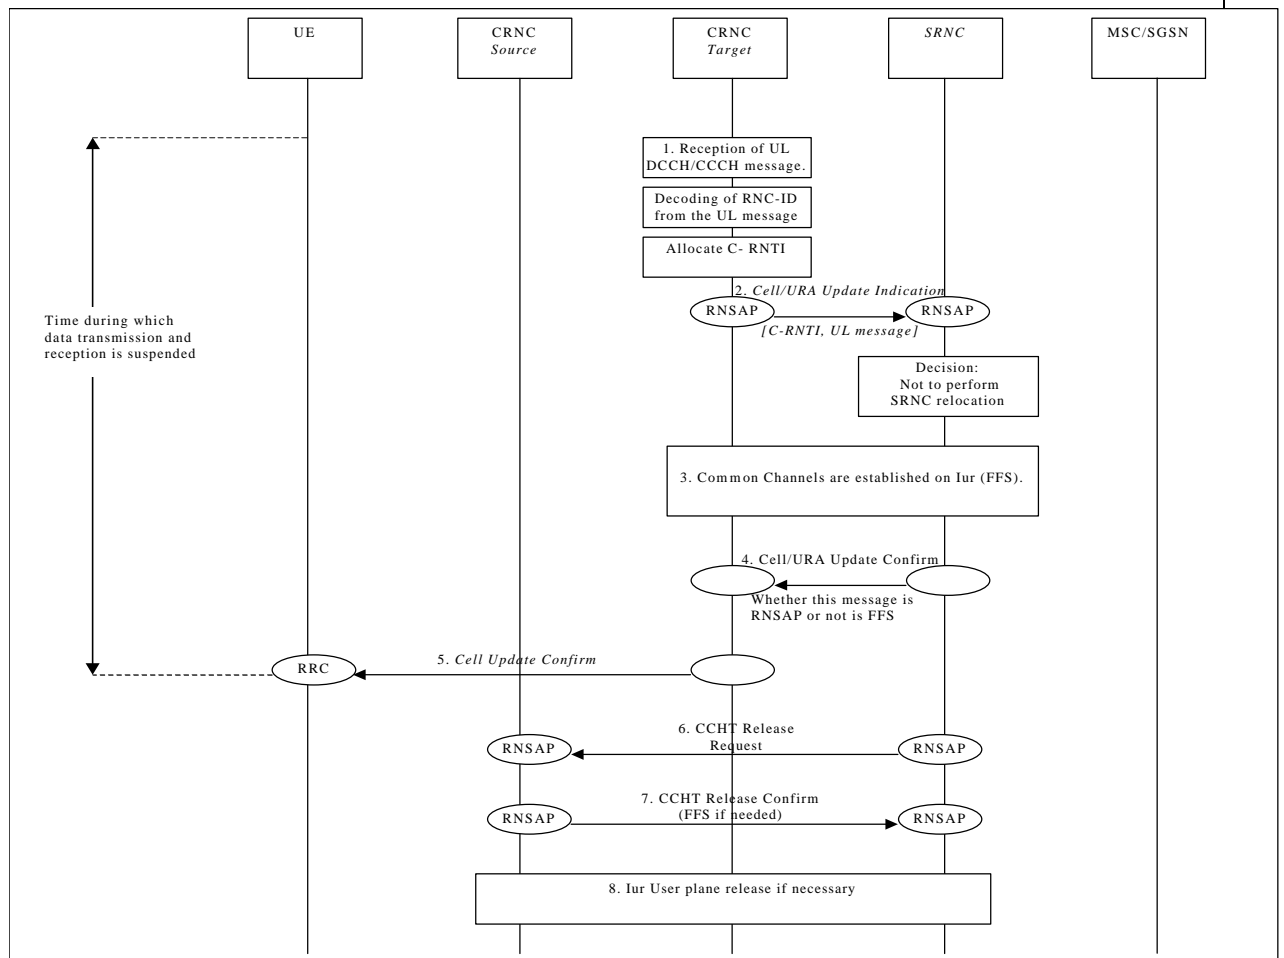 UE
CRNC
Source
CRNC
Target
SRNC
MSC/SGSN
1. Reception of UL
DCCH/CCCH message.
Decoding of RNC-ID
from the UL message
Allocate C- RNTI
2. Cell/URA Update Indication
RNSAP
RNSAP
[C-RNTI, UL message]
Time during which
data transmission and
reception is suspended
Decision:
Not to perform
SRNC relocation
3. Common Channels are established on Iur (FFS).
4. Cell/URA Update Confirm
Whether this message is
RNSAP or not is FFS
5. Cell Update Confirm
RRC
6. CCHT Release
Request
RNSAP
RNSAP
7. CCHT Release Confirm
(FFS if needed)
RNSAP
RNSAP
8. Iur User plane release if necessary